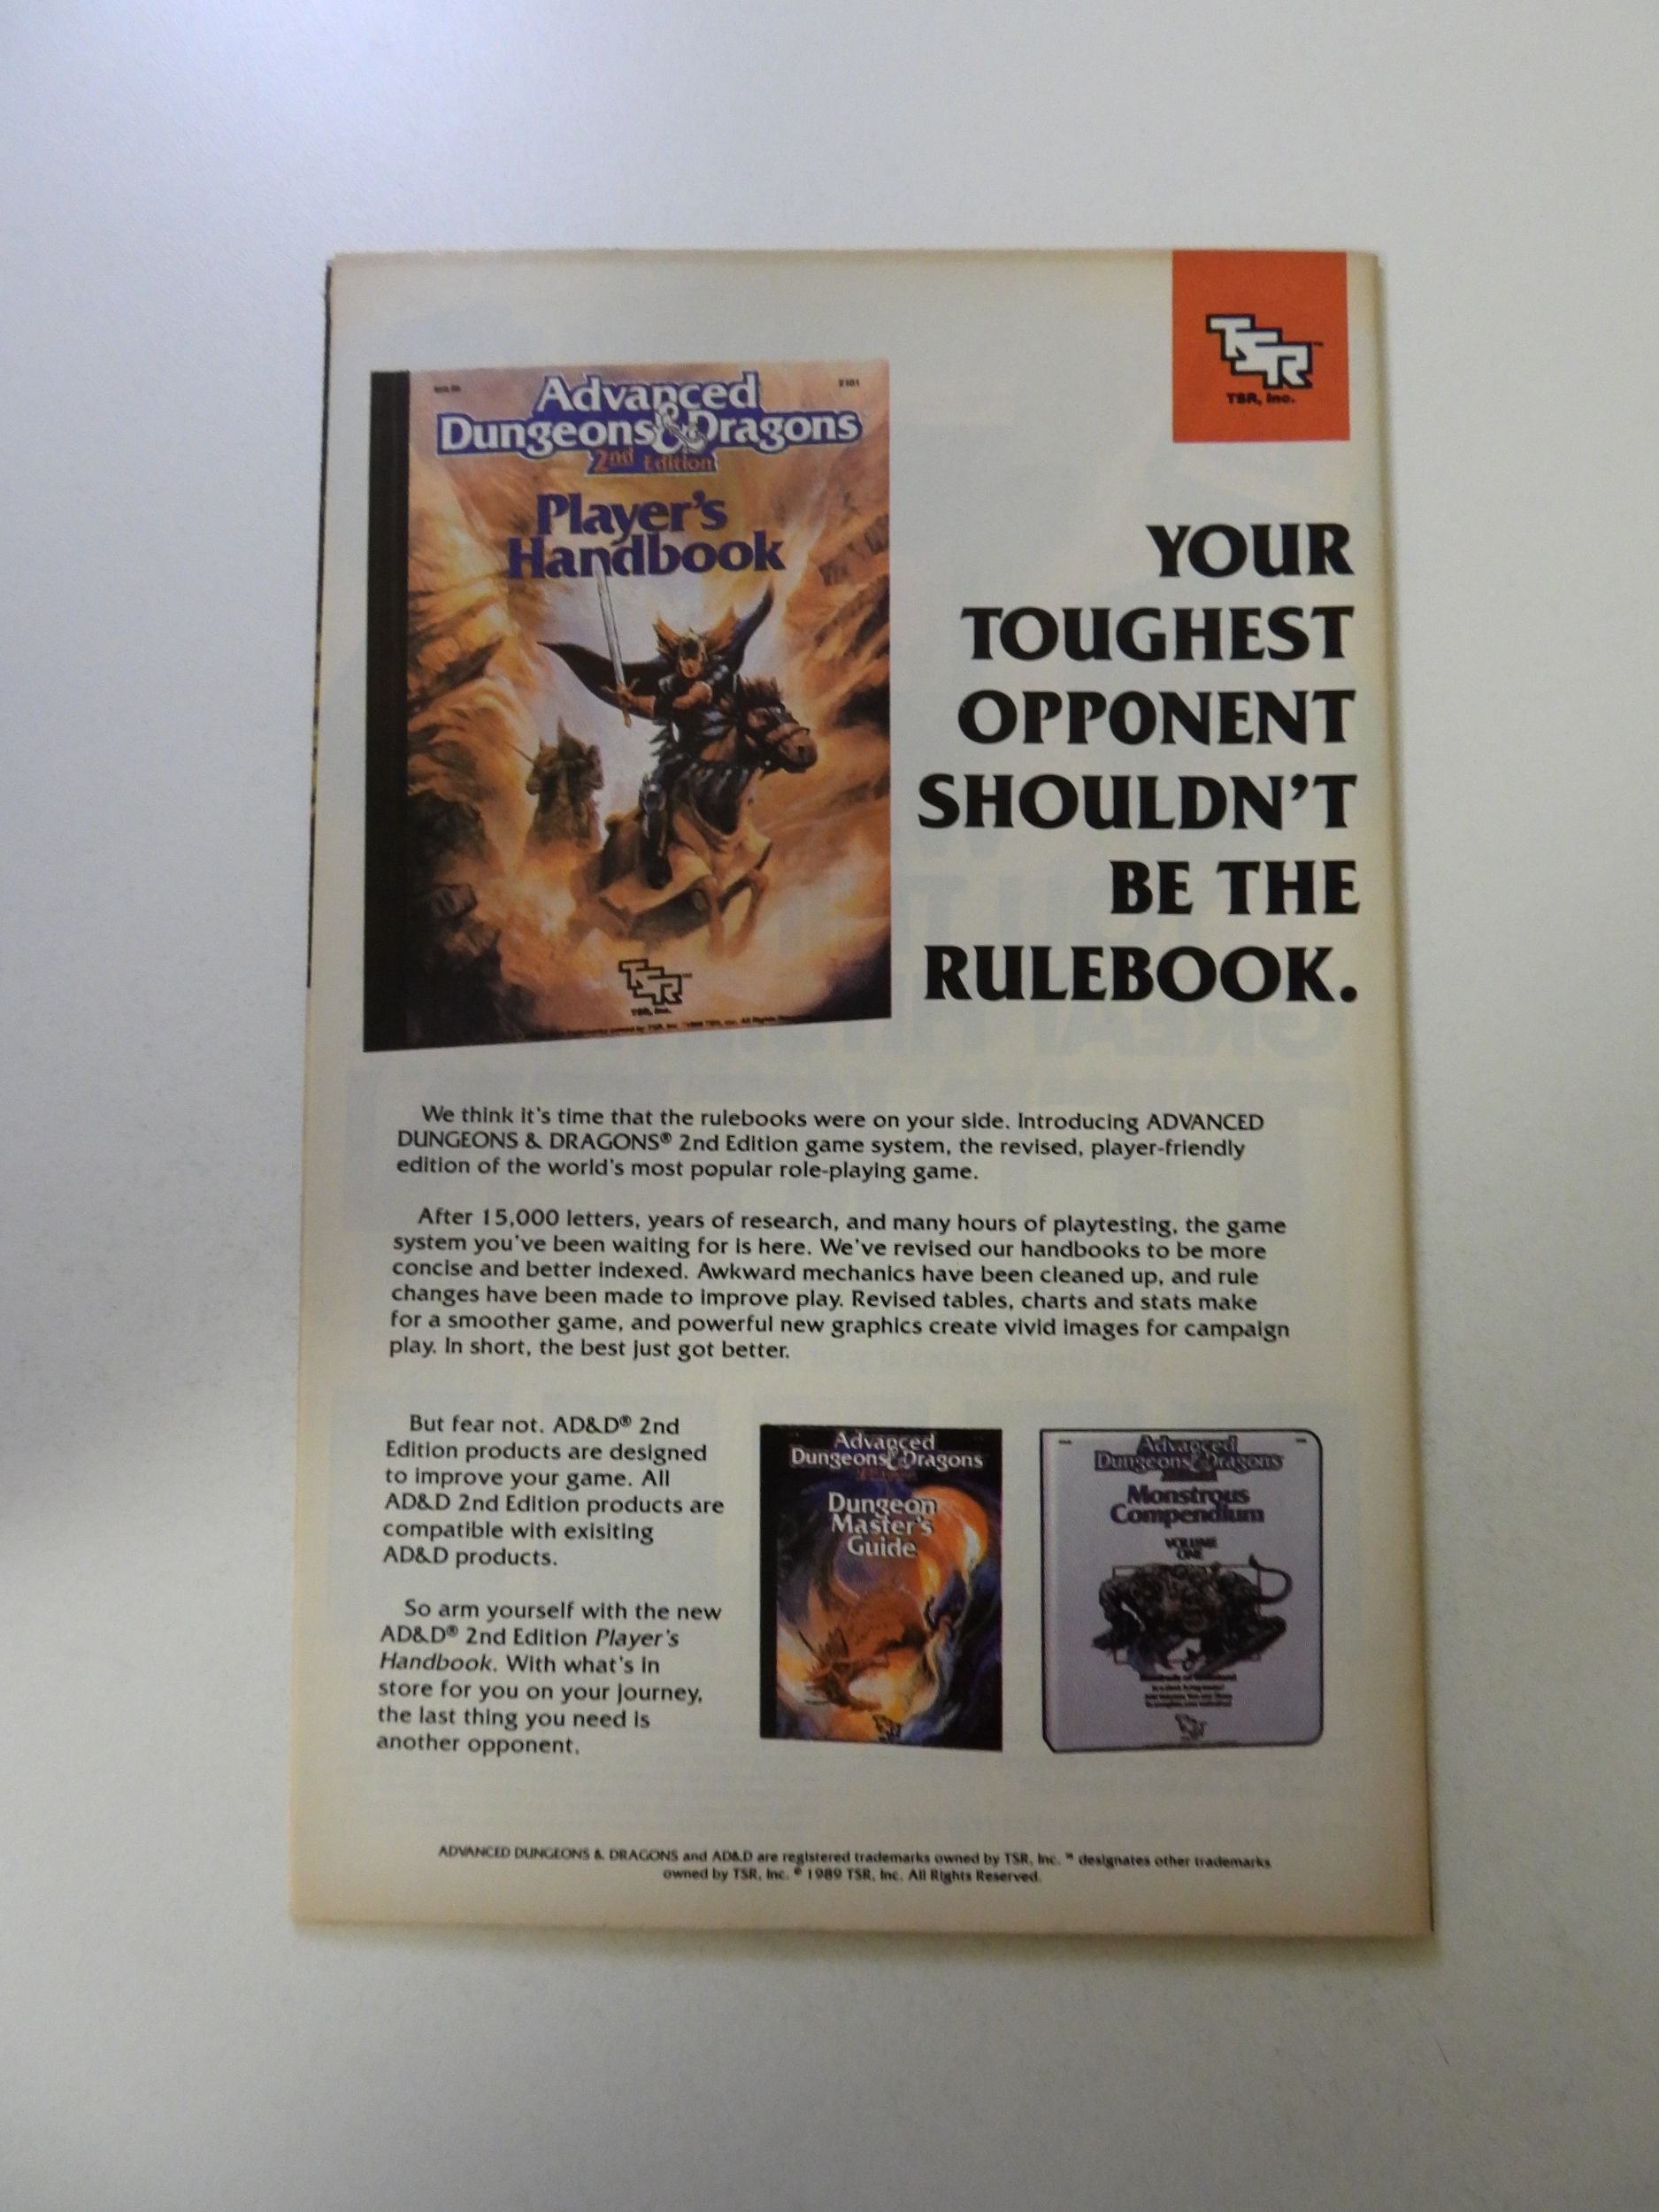 TSR
TSR, Inc.
2101
Advanced
Dungeons & Dragons
2nd Edition
Player's
Handbook
TSR
TSR, Inc.
YOUR
TOUGHEST
OPPONENT
SHOULDN'T
BE THE
RULEBOOK.
We think it's time that the rulebooks were on your side. Introducing ADVANCED
DUNGEONS & DRAGONS® 2nd Edition game system, the revised, player-friendly
edition of the world's most popular role-playing game.
After 15,000 letters, years of research, and many hours of playtesting, the game
system you've been waiting for is here. We've revised our handbooks to be more
concise and better indexed. Awkward mechanics have been cleaned up, and rule
changes have been made to improve play. Revised tables, charts and stats make
for a smoother game, and powerful new graphics create vivid images for campaign
play. In short, the best just got better.
But fear not. AD&D® 2nd
Edition products are designed
to improve your game. All
AD&D 2nd Edition products are
compatible with exisiting
AD&D products.
So arm yourself with the new
AD&D® 2nd Edition Player's
Handbook. With what's in
store for you on your journey,
the last thing you need is
another opponent.
Advanced
Dungeons & Dragons
Dungeon
Master's
Guide
Advanced
Dungeons & Dragons
Monstrous
Compendium
VOLUME
ONE
TSR
ADVANCED DUNGEONS & DRAGONS and AD&D are registered trademarks owned by TSR, Inc. ™ designates other trademarks
owned by TSR, Inc. © 1989 TSR, Inc. All Rights Reserved.